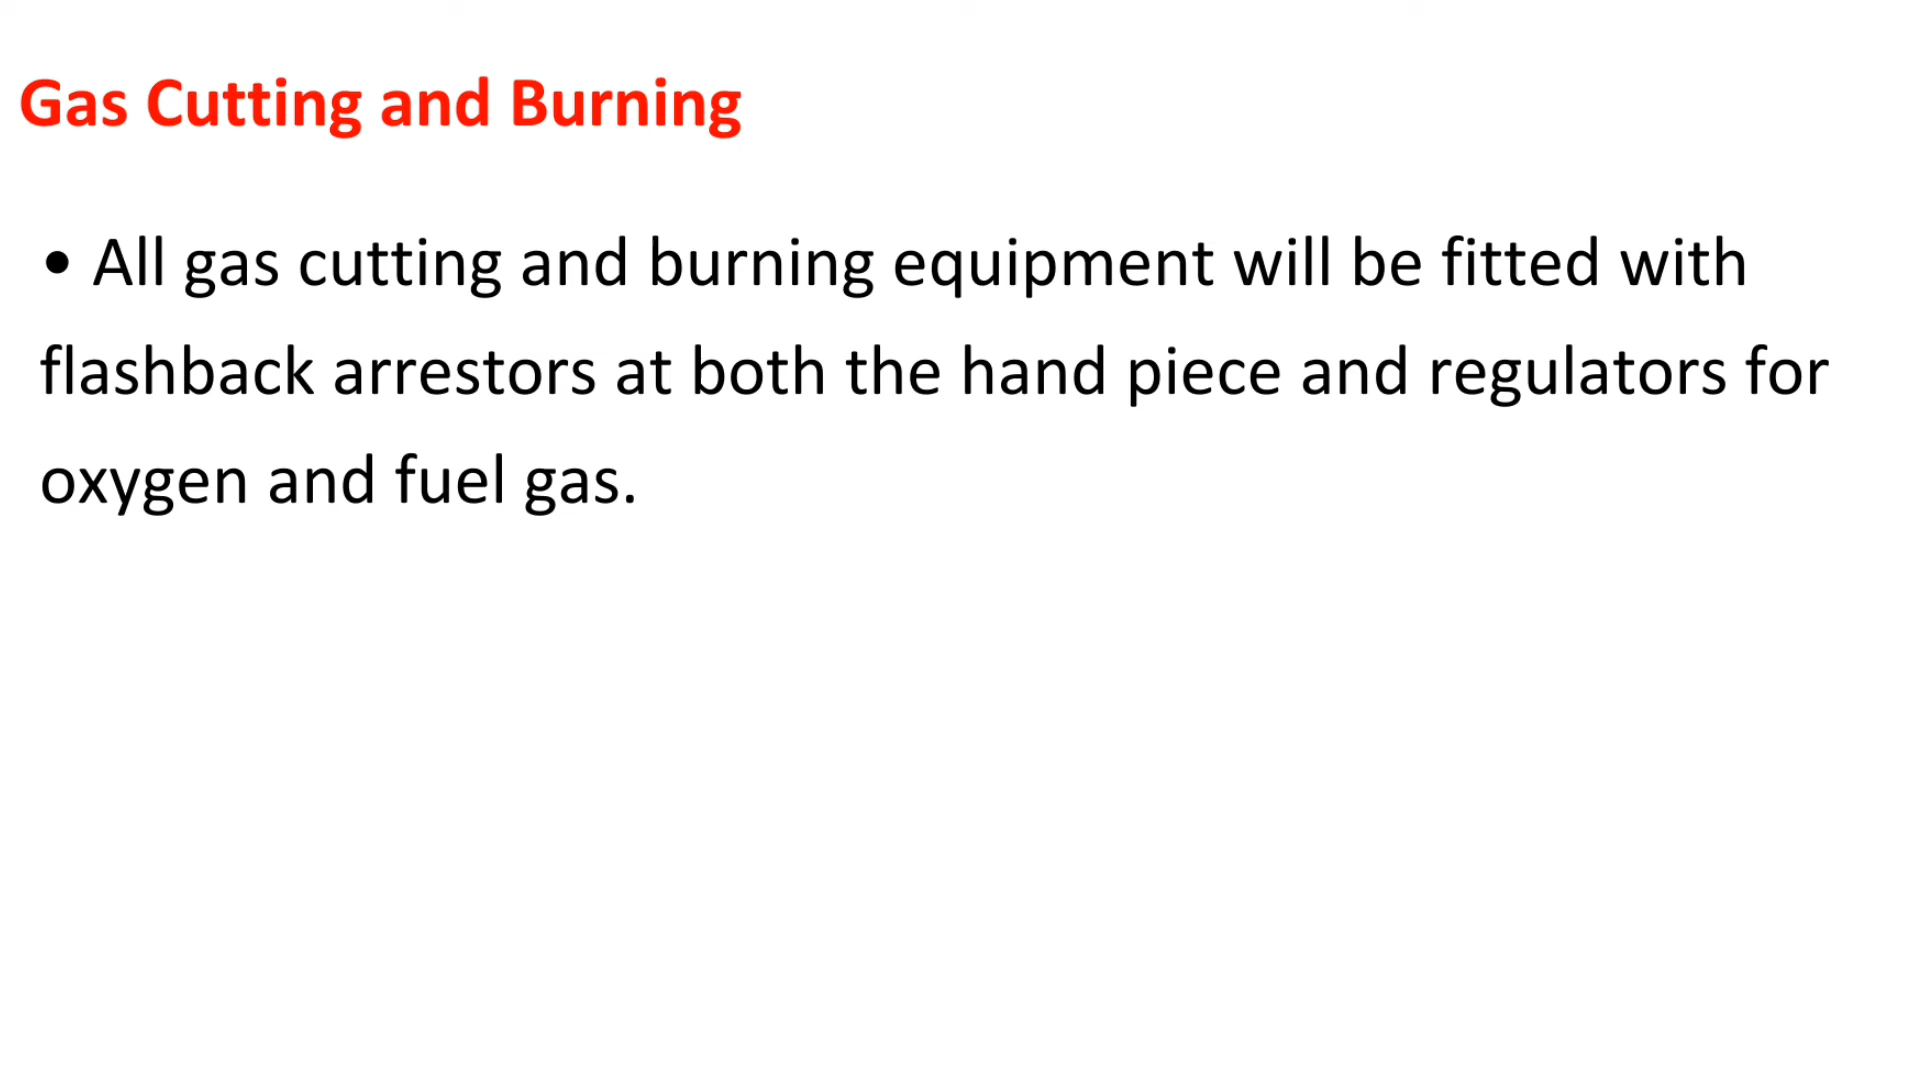 Gas Cutting and Burning
• All gas cutting and burning equipment will be fitted with
flashback arrestors at both the hand piece and regulators for
oxygen and fuel gas.